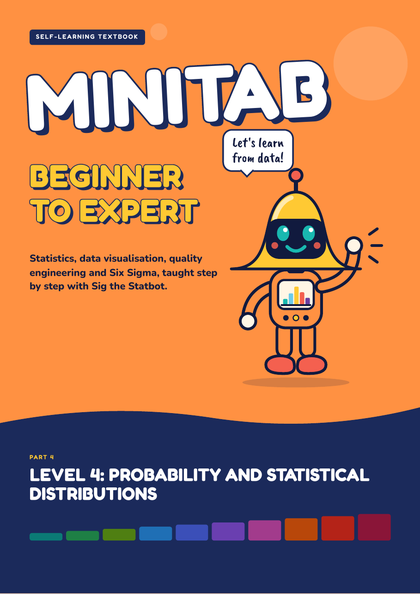 SELF-LEARNING TEXTBOOK
MINITAB
Let's learn
from data!
BEGINNER
TO EXPERT
Statistics, data visualisation, quality
engineering and Six Sigma, taught step
by step with Sig the Statbot.
PART 4
LEVEL 4: PROBABILITY AND STATISTICAL
DISTRIBUTIONS